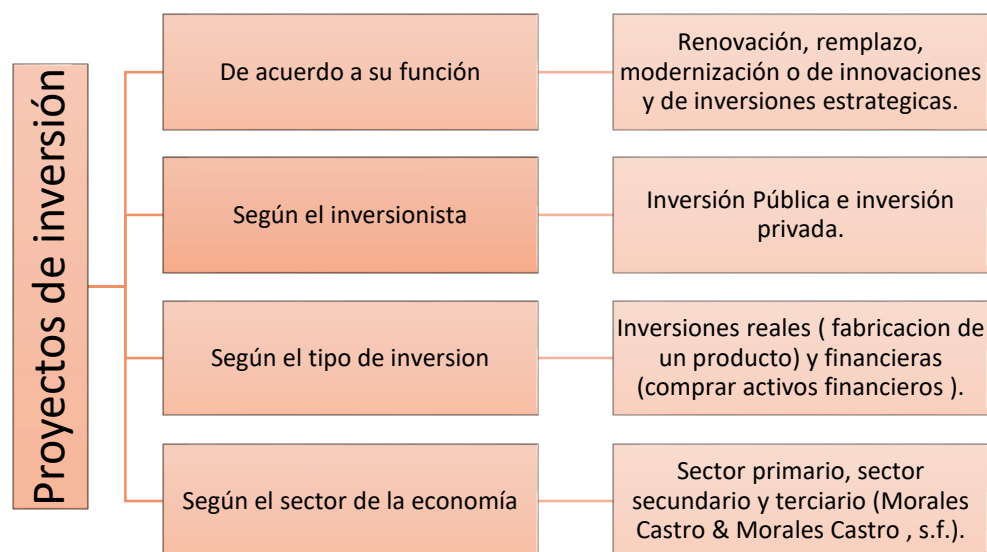 Proyectos de inversión
De acuerdo a su función
Renovación, remplazo,
modernización o de innovaciones
y de inversiones estrategicas.
Según el inversionista
Inversión Pública e inversión
privada.
Según el tipo de inversion
Inversiones reales ( fabricacion de
un producto) y financieras
(comprar activos financieros ).
Según el sector de la economía
Sector primario, sector
secundario y terciario (Morales
Castro & Morales Castro , s.f.).